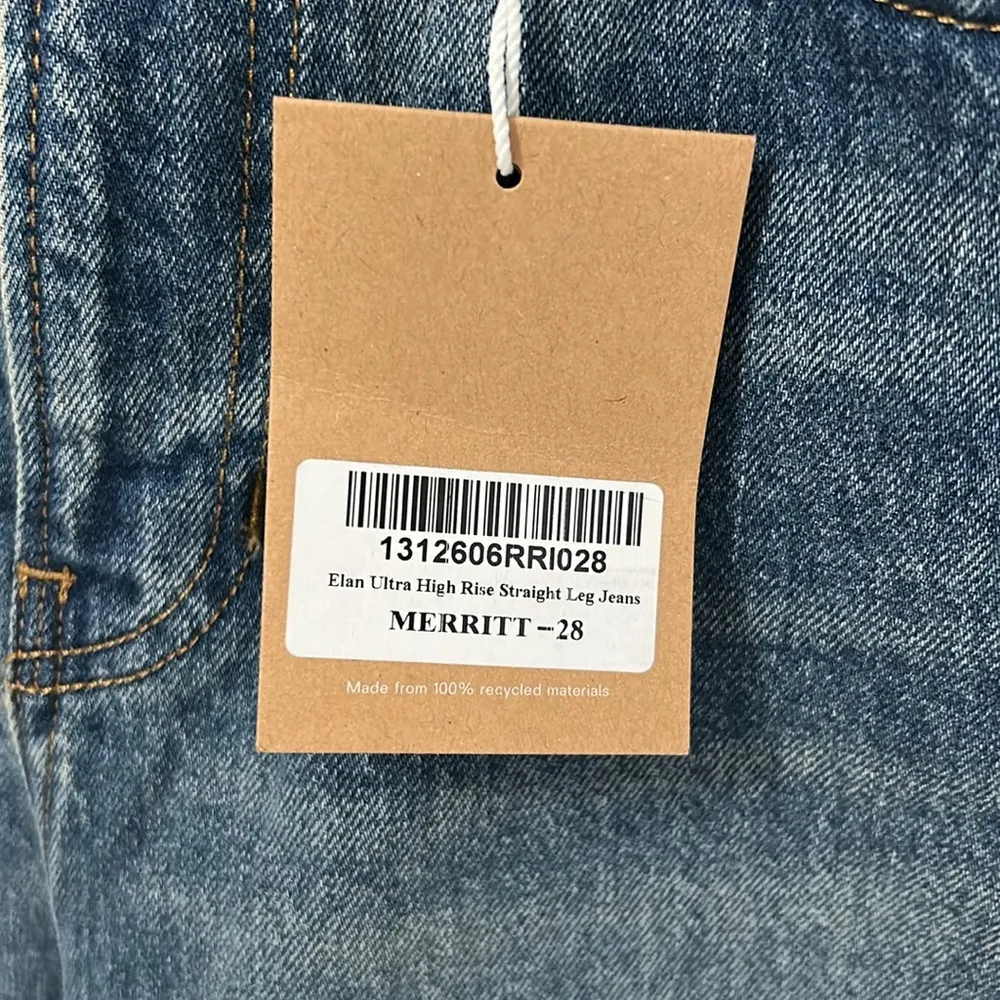 1312606RRI028
Elan Ultra High Rise Straight Leg Jeans
MERRITT - 28
Made from 100% recycled materials